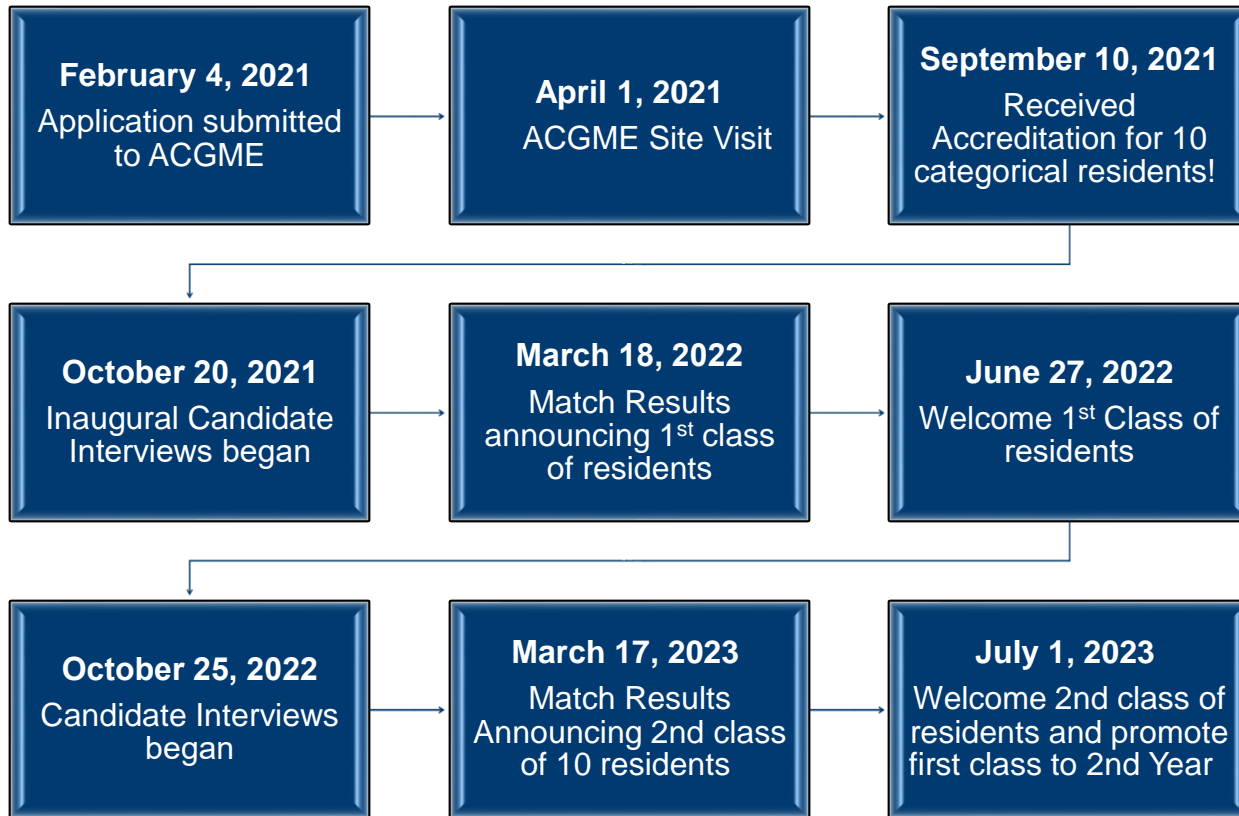 February 4, 2021
Application submitted
to ACGME
April 1, 2021
ACGME Site Visit
September 10, 2021
Received
Accreditation for 10
categorical residents!
October 20, 2021
Inaugural Candidate
Interviews began
March 18, 2022
Match Results
announcing 1st class
of residents
June 27, 2022
Welcome 1st Class of
residents
October 25, 2022
Candidate Interviews
began
March 17, 2023
Match Results
Announcing 2nd class
of 10 residents
July 1, 2023
Welcome 2nd class of
residents and promote
first class to 2nd Year